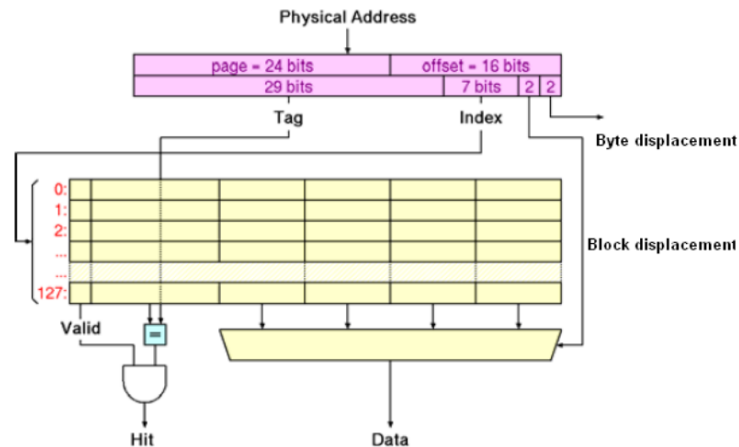 Physical Address
page = 24 bits offset = 16 bits
29 bits 7 bits 2 2
Tag Index
Byte displacement
0:
1:
2:
...
...
127:
Block displacement
Valid
=
Hit Data